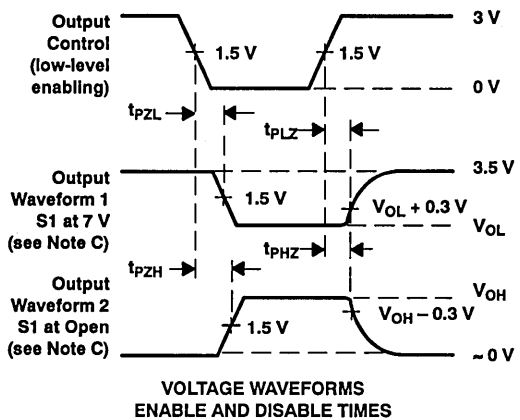 Output
Control
(low-level
enabling)
1.5 V
1.5 V
3 V
0 V
tPZL
tPLZ
Output
Waveform 1
S1 at 7 V
(see Note C)
1.5 V
3.5 V
VOL + 0.3 V
VOL
tPZH
tPHZ
Output
Waveform 2
S1 at Open
(see Note C)
1.5 V
VOH
VOH − 0.3 V
~ 0 V
VOLTAGE WAVEFORMS
ENABLE AND DISABLE TIMES